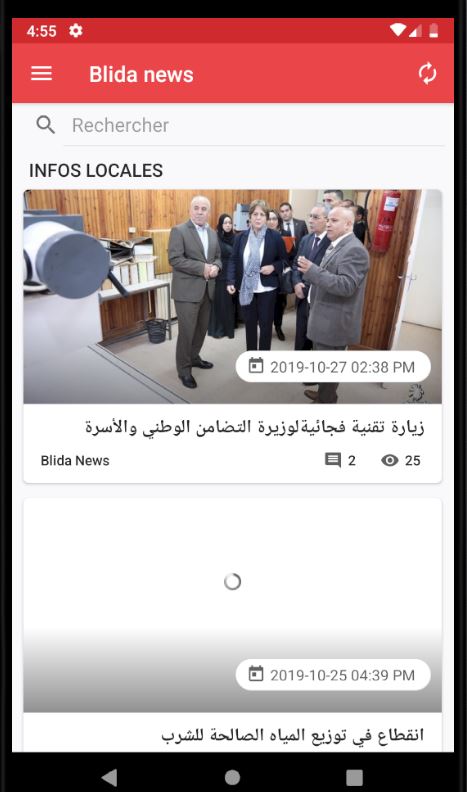 4:55
Blida news
Rechercher
INFOS LOCALES
2019-10-27 02:38 PM
زيارة تقنية فجائيةلوزيرة التضامن الوطني والأسرة
Blida News 2 25
2019-10-25 04:39 PM
انقطاع في توزيع المياه الصالحة للشرب